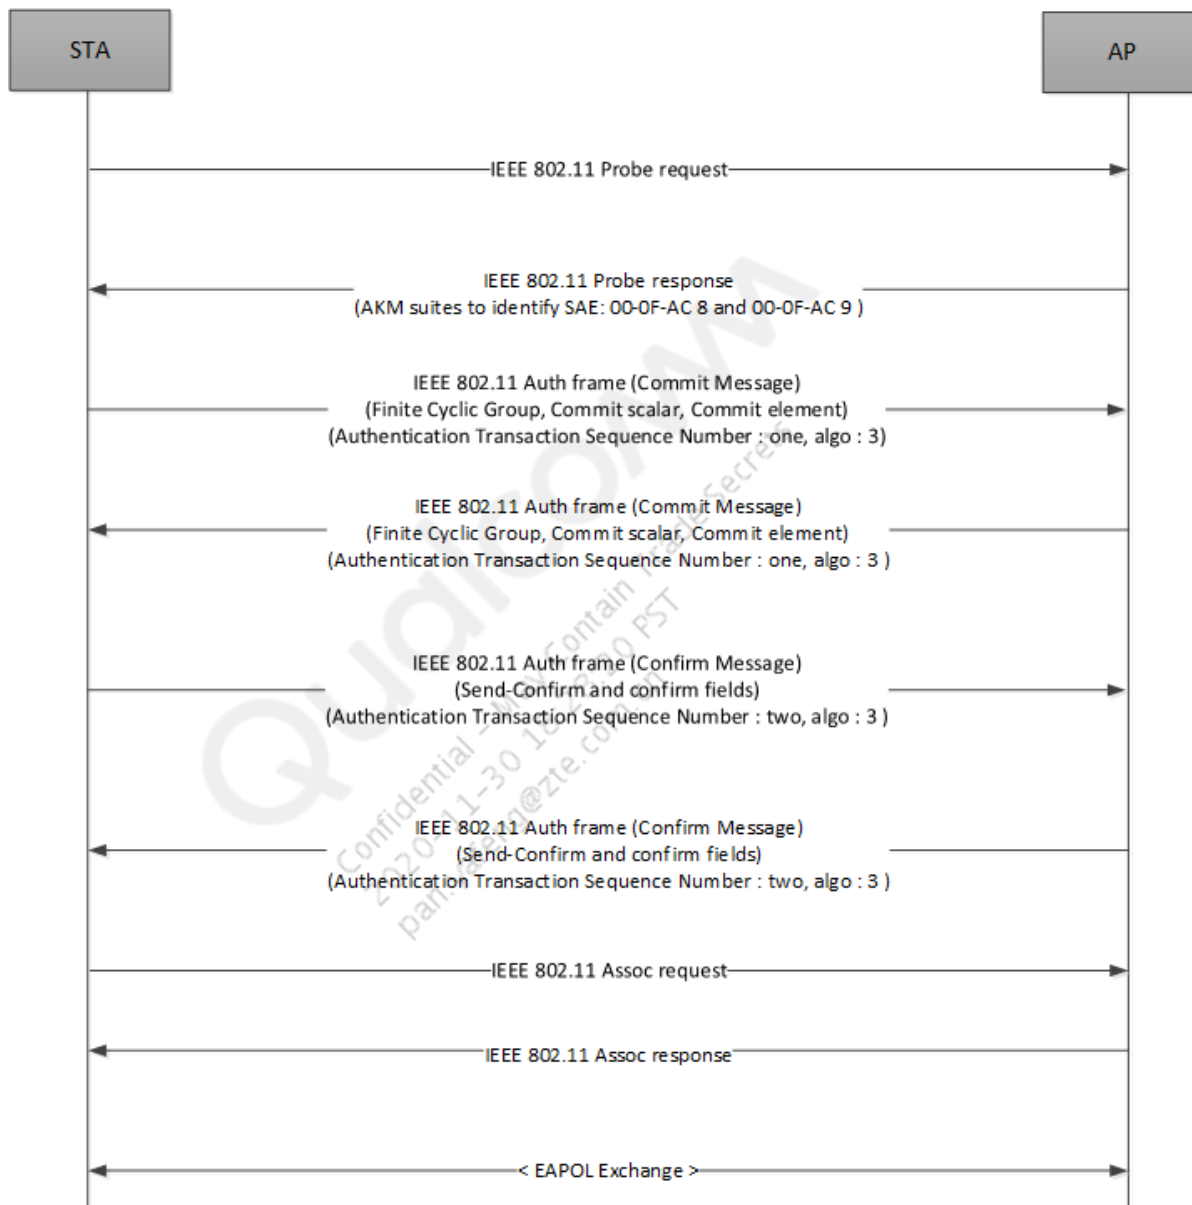 STA
AP
IEEE 802.11 Probe request
IEEE 802.11 Probe response
(AKM suites to identify SAE: 00-0F-AC 8 and 00-0F-AC 9 )
IEEE 802.11 Auth frame (Commit Message)
(Finite Cyclic Group, Commit scalar, Commit element)
(Authentication Transaction Sequence Number : one, algo : 3)
IEEE 802.11 Auth frame (Commit Message)
(Finite Cyclic Group, Commit scalar, Commit element)
(Authentication Transaction Sequence Number : one, algo : 3 )
IEEE 802.11 Auth frame (Confirm Message)
(Send-Confirm and confirm fields)
(Authentication Transaction Sequence Number : two, algo : 3 )
IEEE 802.11 Auth frame (Confirm Message)
(Send-Confirm and confirm fields)
(Authentication Transaction Sequence Number : two, algo : 3 )
IEEE 802.11 Assoc request
IEEE 802.11 Assoc response
< EAPOL Exchange >
Qualcomm
Confidential - May Contain Trade Secrets
2020-11-30 PST